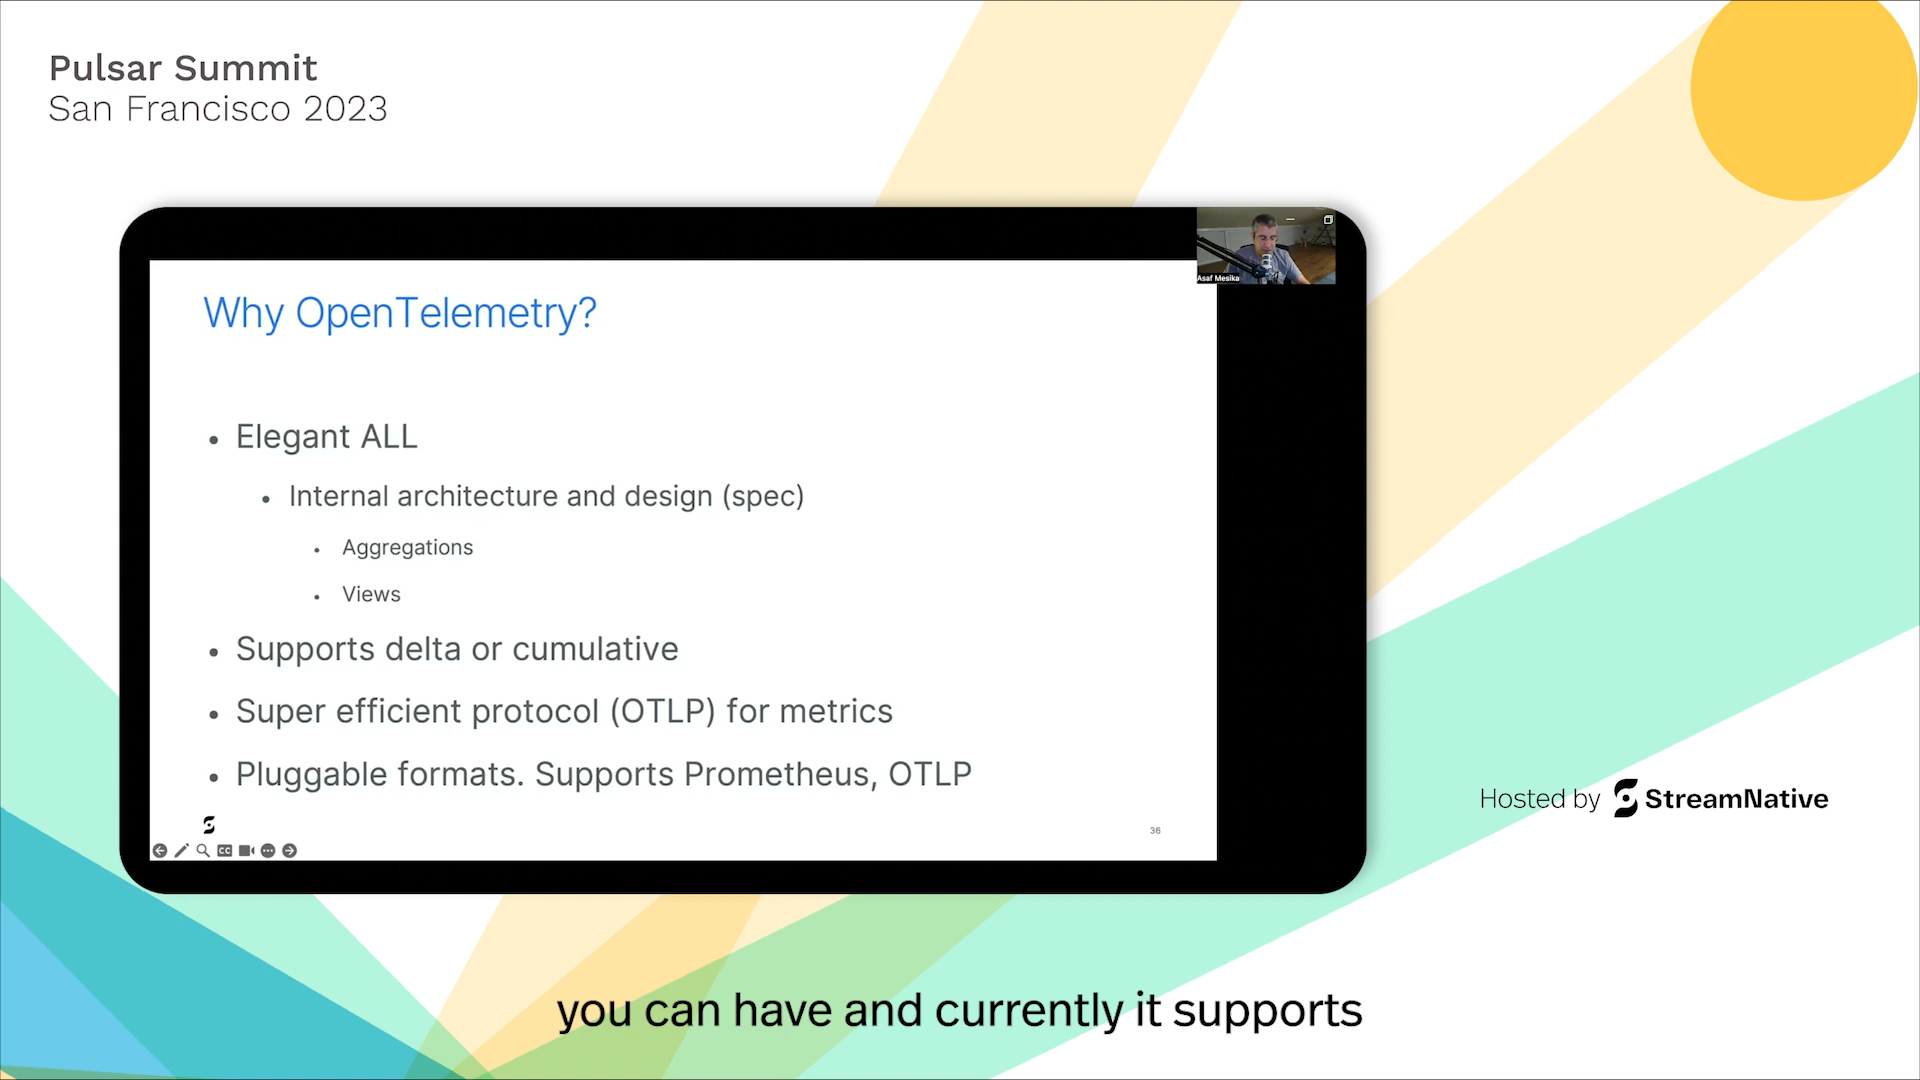 Pulsar Summit
San Francisco 2023
Asaf Mesika
Why OpenTelemetry?
• Elegant ALL
• Internal architecture and design (spec)
• Aggregations
• Views
• Supports delta or cumulative
• Super efficient protocol (OTLP) for metrics
• Pluggable formats. Supports Prometheus, OTLP
36
CC
Hosted by StreamNative
you can have and currently it supports